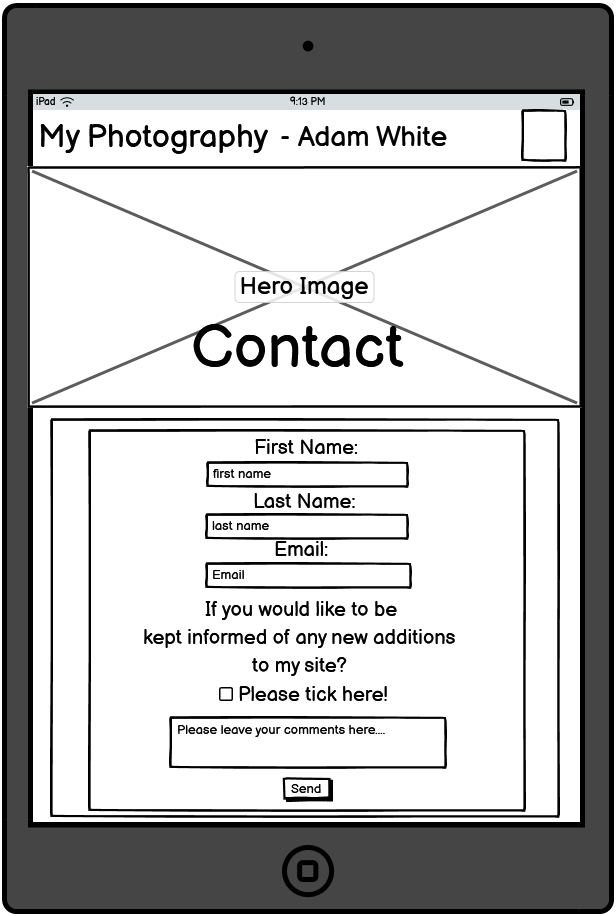 iPad 9:13 PM
My Photography - Adam White
Hero Image
Contact
First Name:
first name
Last Name:
last name
Email:
Email
If you would like to be
kept informed of any new additions
to my site?
Please tick here!
Please leave your comments here....
Send